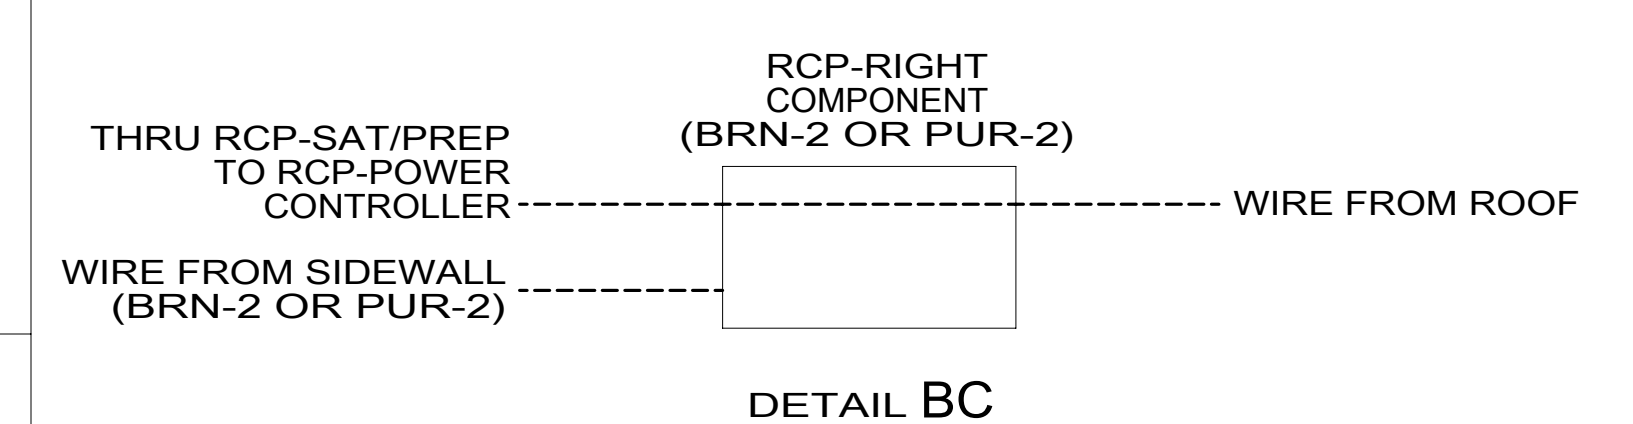 RCP-RIGHT
COMPONENT
(BRN-2 OR PUR-2)
THRU RCP-SAT/PREP
TO RCP-POWER
CONTROLLER
WIRE FROM ROOF
WIRE FROM SIDEWALL
(BRN-2 OR PUR-2)
DETAIL BC